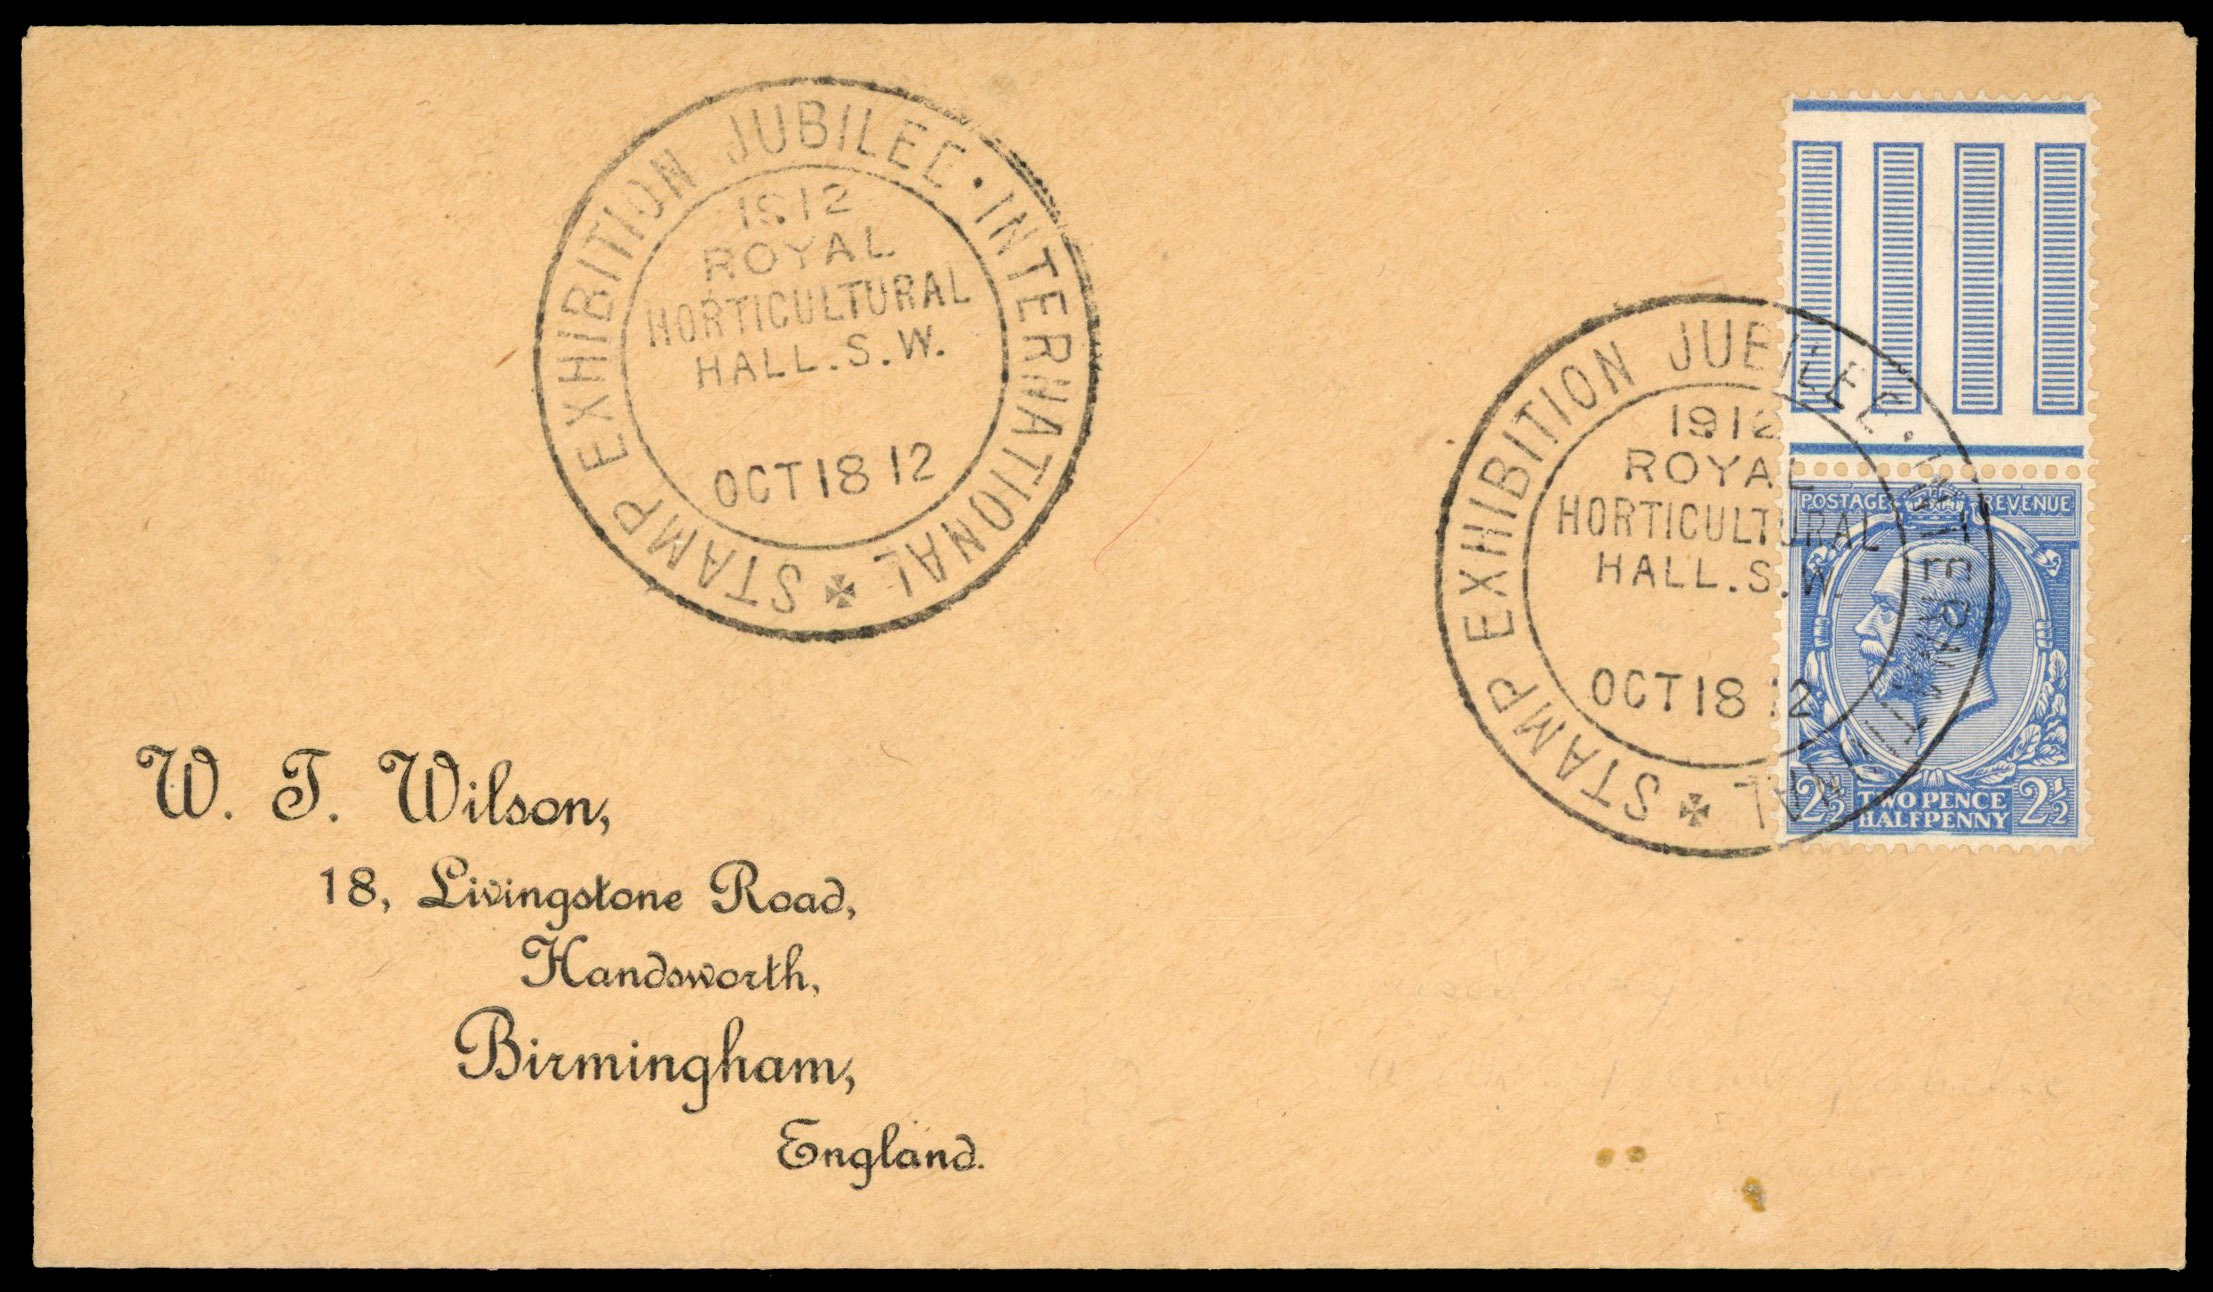 INTERNATIONAL STAMP EXHIBITION JUBILEE ·
1912
ROYAL
HORTICULTURAL
HALL. S. W.
OCT 18 12
INTERNATIONAL STAMP EXHIBITION JUBILEE ·
1912
ROYAL
HORTICULTURAL
HALL. S. W.
OCT 18 12
POSTAGE REVENUE
2½ TWO PENCE 2½
HALFPENNY
W. T. Wilson,
18, Livingstone Road,
Handsworth,
Birmingham,
England.